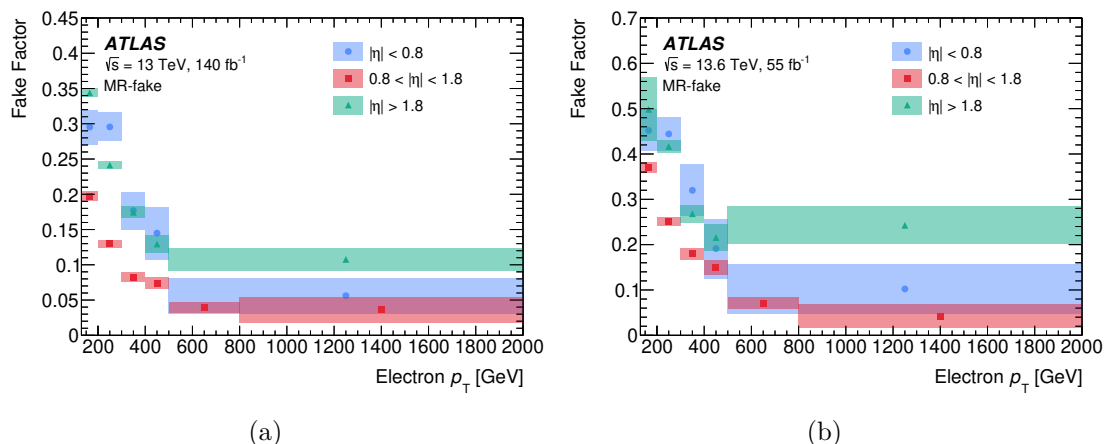 Fake Factor
0.45
0.4
0.35
0.3
0.25
0.2
0.15
0.1
0.05
0
ATLAS
√s = 13 TeV, 140 fb⁻¹
MR-fake
|η| < 0.8
0.8 < |η| < 1.8
|η| > 1.8
200 400 600 800 1000 1200 1400 1600 1800 2000
Electron p_T [GeV]
(a)
Fake Factor
0.7
0.6
0.5
0.4
0.3
0.2
0.1
0
ATLAS
√s = 13.6 TeV, 55 fb⁻¹
MR-fake
|η| < 0.8
0.8 < |η| < 1.8
|η| > 1.8
200 400 600 800 1000 1200 1400 1600 1800 2000
Electron p_T [GeV]
(b)